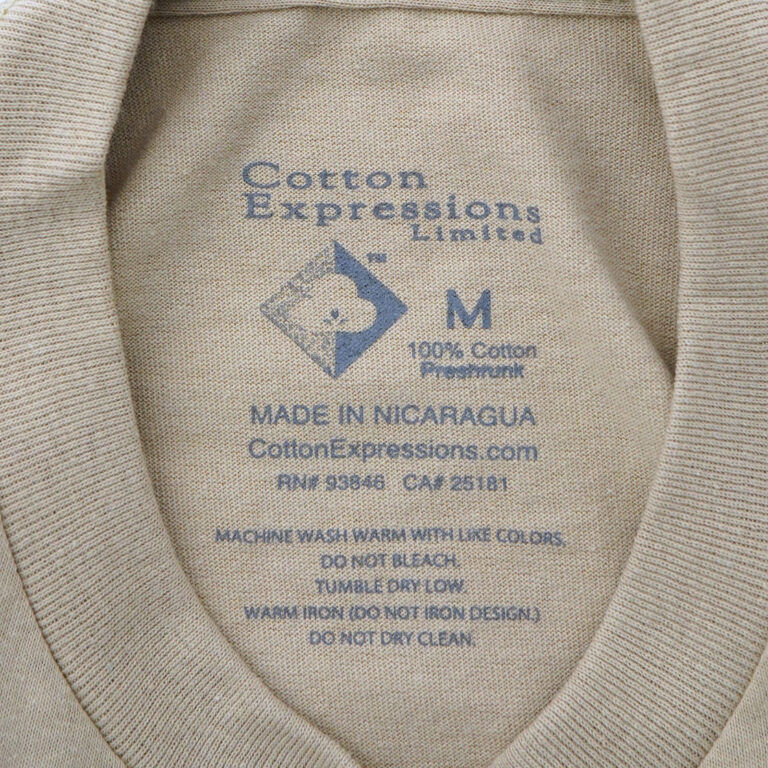 Cotton
Expressions
Limited
TM
M
100% Cotton
Preshrunk
MADE IN NICARAGUA
CottonExpressions.com
RN# 93846 CA# 25181
MACHINE WASH WARM WITH LIKE COLORS.
DO NOT BLEACH.
TUMBLE DRY LOW.
WARM IRON (DO NOT IRON DESIGN.)
DO NOT DRY CLEAN.